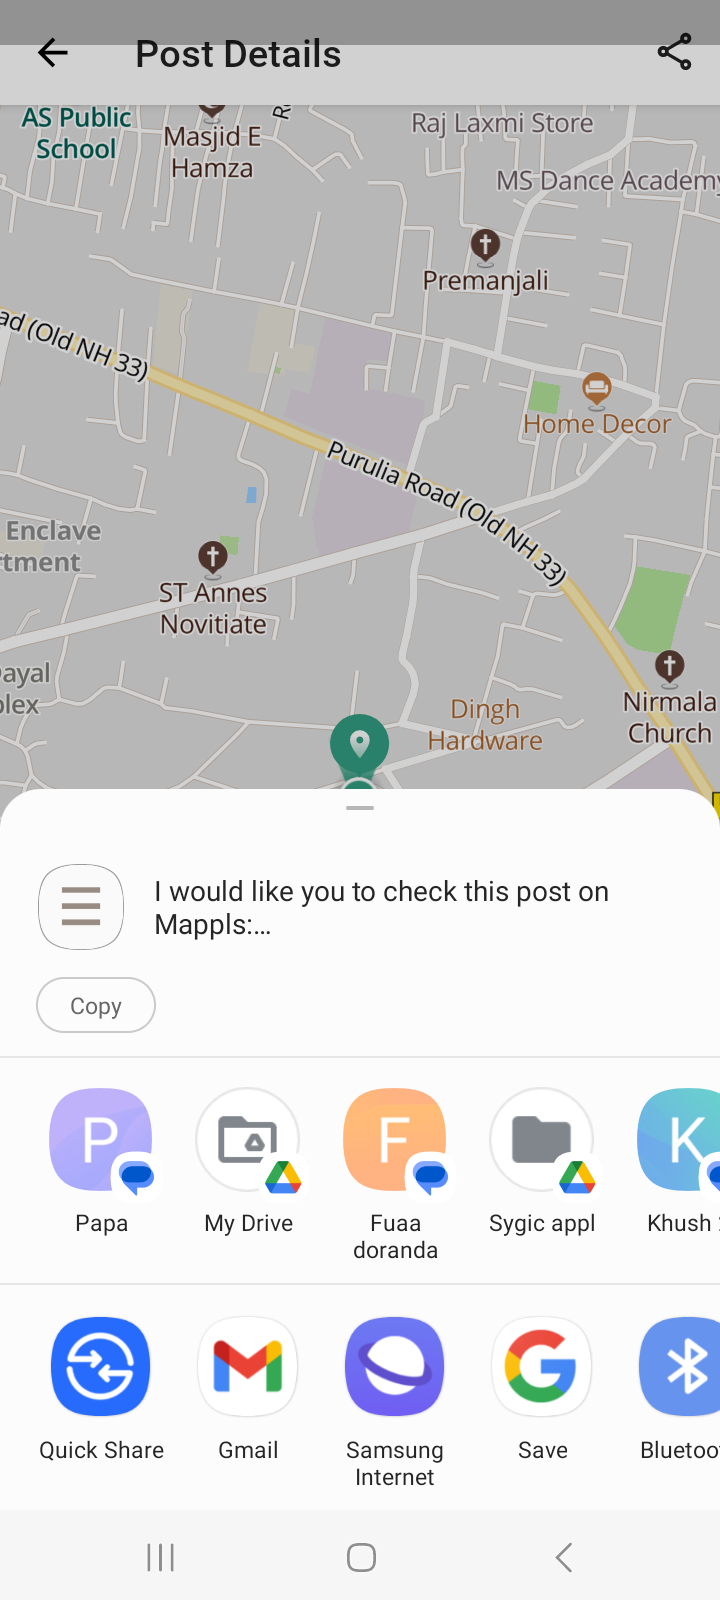 Post Details
AS Public
School
Masjid E
Hamza
Raj Laxmi Store
MS Dance Academy
Premanjali
ad (Old NH 33)
Home Decor
Purulia Road (Old NH 33)
Enclave
rtment
ST Annes
Novitiate
Dayal
plex
Dingh
Hardware
Nirmala
Church
I would like you to check this post on
Mappls:...
Copy
P
F
K
Papa
My Drive
Fuaa
doranda
Sygic appl
Khush
Quick Share
Gmail
Samsung
Internet
Save
Bluetoo